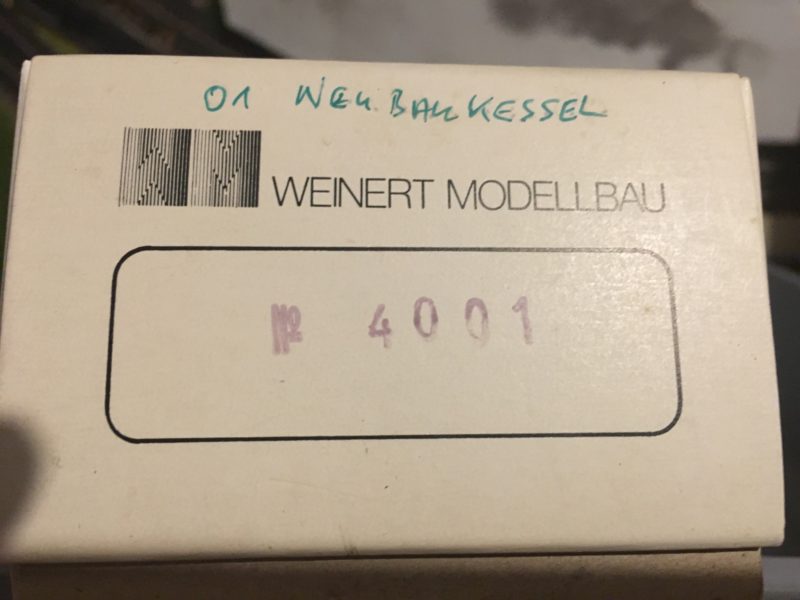 01 NEUBAUKESSEL
WEINERT MODELLBAU
№ 4001